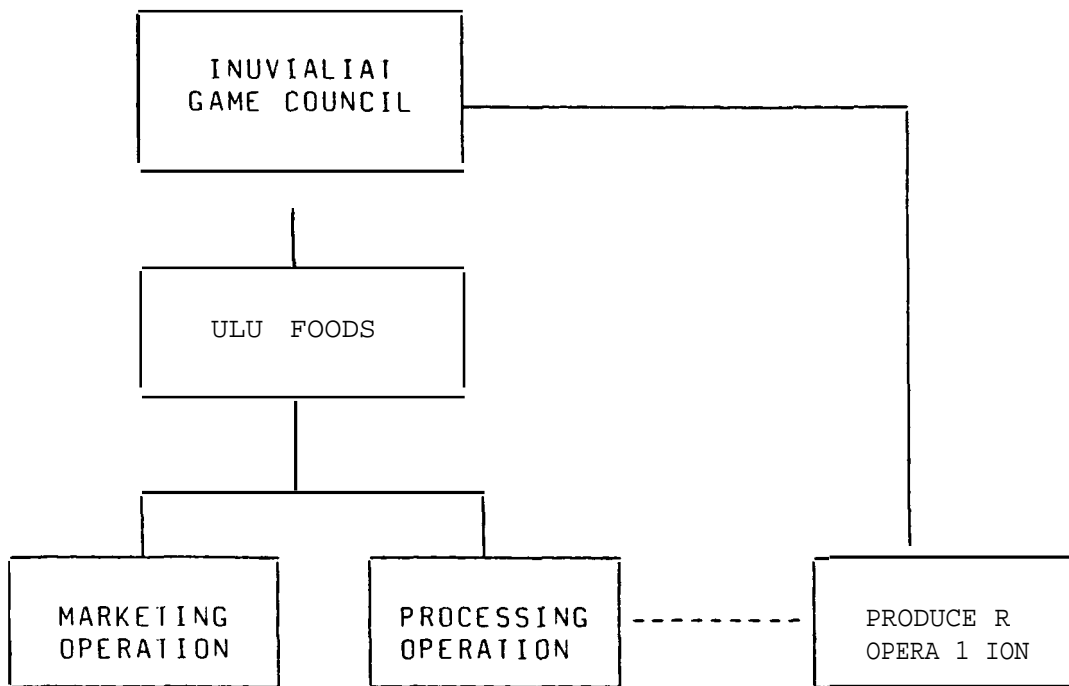 INUVIALIAI
GAME COUNCIL
ULU FOODS
MARKETING
OPERATION
PROCESSING
OPERATION
PRODUCE R
OPERA 1 ION